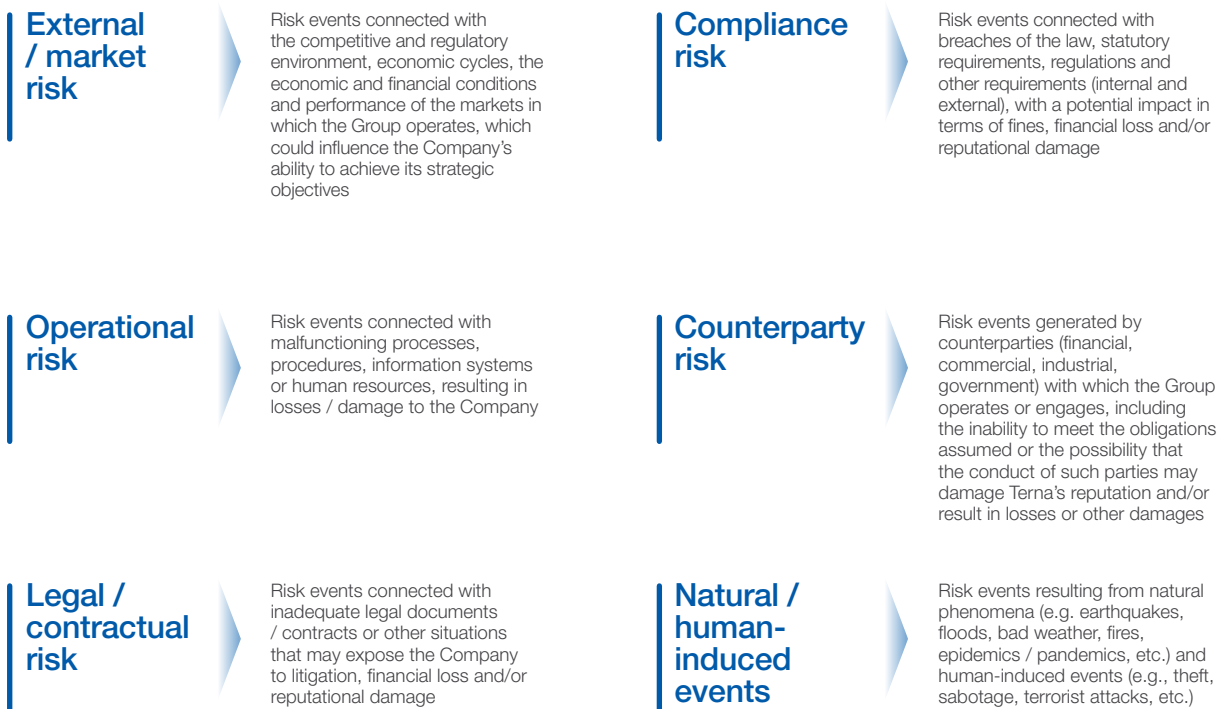 External
/ market
risk
Risk events connected with
the competitive and regulatory
environment, economic cycles, the
economic and financial conditions
and performance of the markets in
which the Group operates, which
could influence the Company's
ability to achieve its strategic
objectives
Compliance
risk
Risk events connected with
breaches of the law, statutory
requirements, regulations and
other requirements (internal and
external), with a potential impact in
terms of fines, financial loss and/or
reputational damage
Operational
risk
Risk events connected with
malfunctioning processes,
procedures, information systems
or human resources, resulting in
losses / damage to the Company
Counterparty
risk
Risk events generated by
counterparties (financial,
commercial, industrial,
government) with which the Group
operates or engages, including
the inability to meet the obligations
assumed or the possibility that
the conduct of such parties may
damage Terna's reputation and/or
result in losses or other damages
Legal /
contractual
risk
Risk events connected with
inadequate legal documents
/ contracts or other situations
that may expose the Company
to litigation, financial loss and/or
reputational damage
Natural /
human-
induced
events
Risk events resulting from natural
phenomena (e.g. earthquakes,
floods, bad weather, fires,
epidemics / pandemics, etc.) and
human-induced events (e.g., theft,
sabotage, terrorist attacks, etc.)